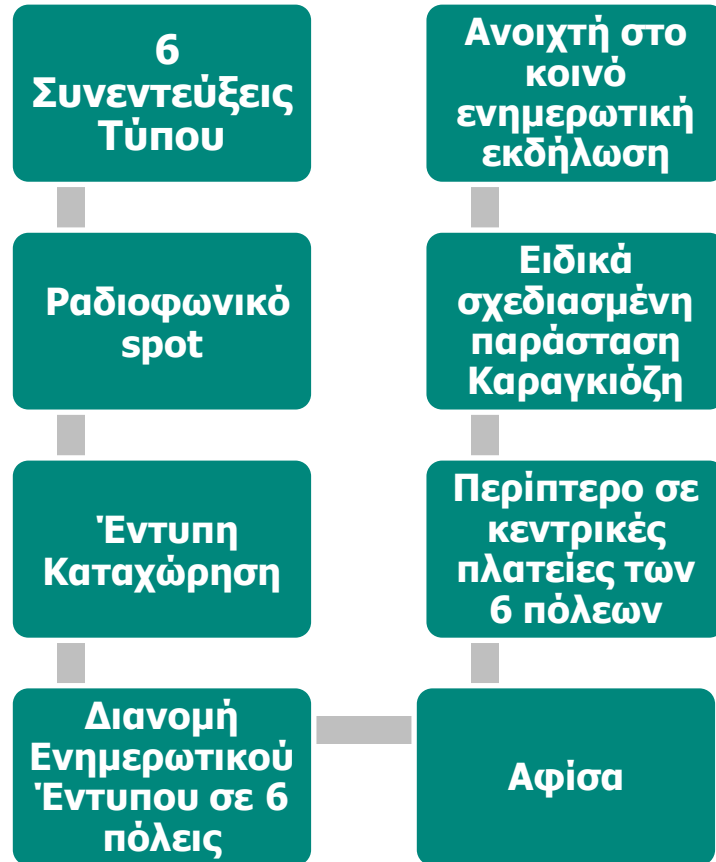 6
Συνεντεύξεις
Τύπου
Ραδιοφωνικό
spot
Έντυπη
Καταχώρηση
Διανομή
Ενημερωτικού
Έντυπου σε 6
πόλεις
Αφίσα
Περίπτερο σε
κεντρικές
πλατείες των
6 πόλεων
Ειδικά
σχεδιασμένη
παράσταση
Καραγκιόζη
Ανοιχτή στο
κοινό
ενημερωτική
εκδήλωση